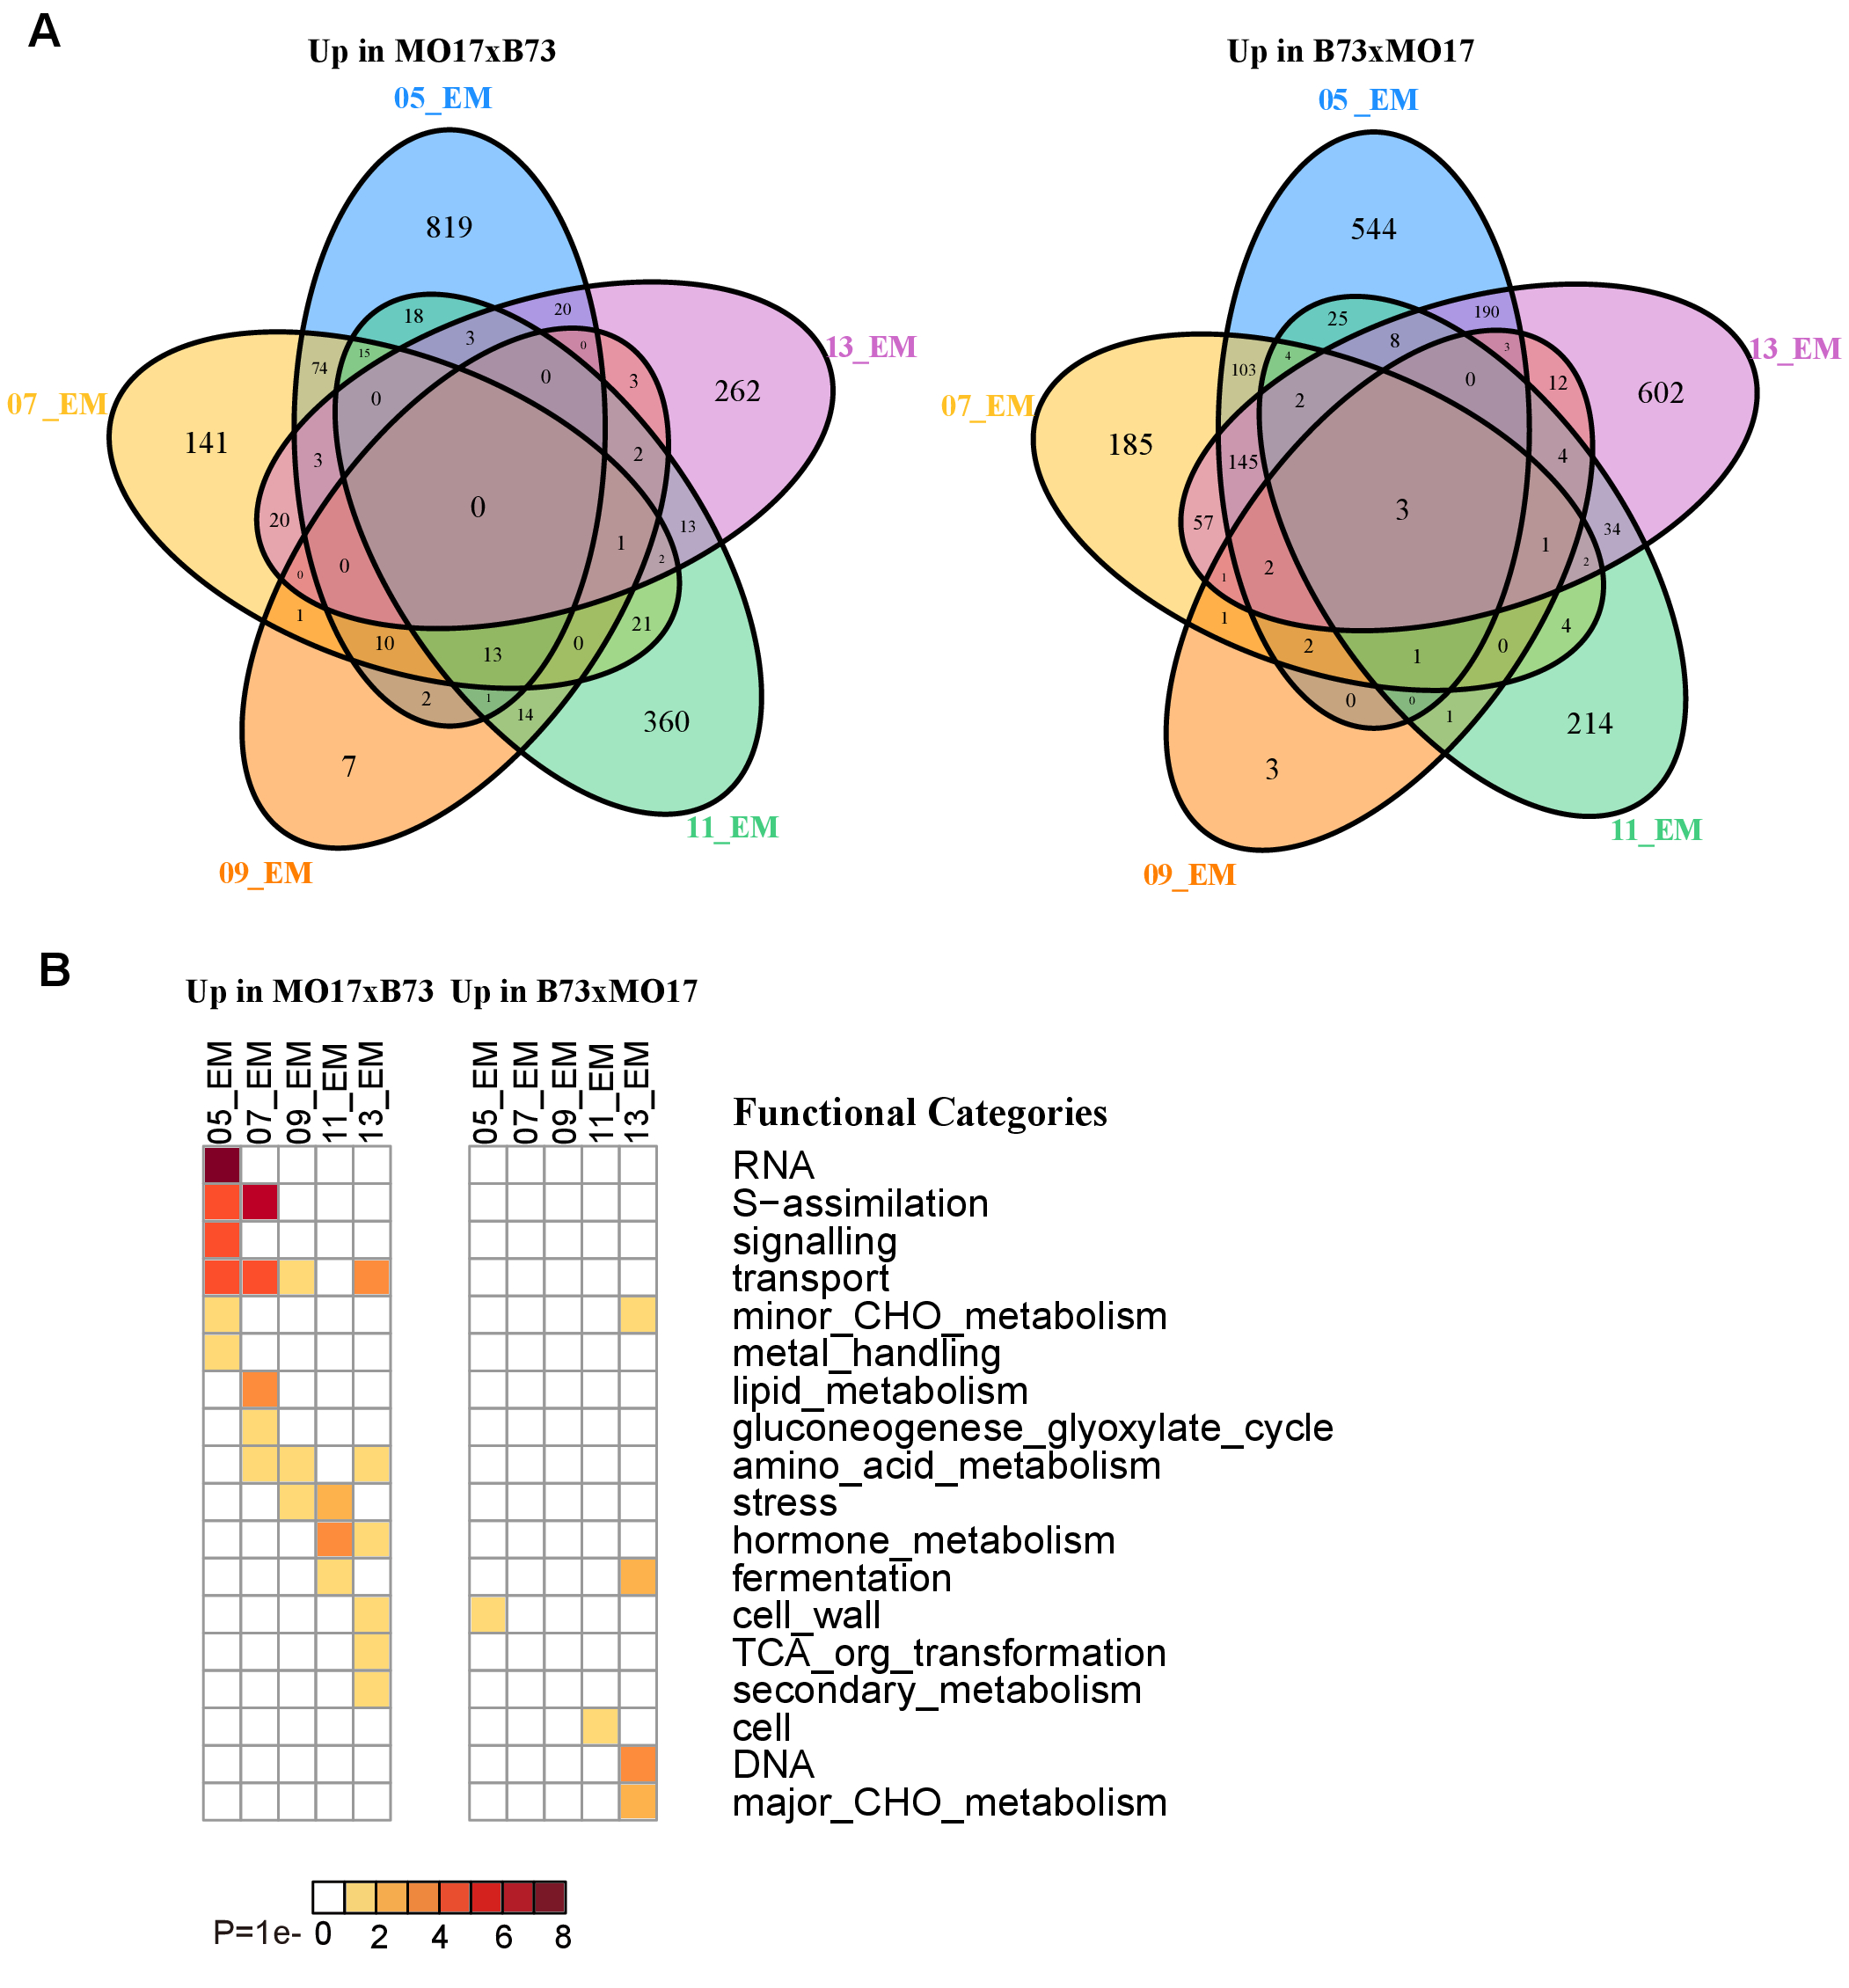 A
Up in MO17xB73
Up in B73xMO17
05_EM
05_EM
819
544
18
3
20
0
25
8
190
3
13_EM
13_EM
74
15
0
0
3
262
103
4
2
0
12
602
07_EM
07_EM
141
3
2
185
145
4
20
0
13
57
3
34
0
0
1
2
1
2
1
2
1
10
13
0
21
1
2
1
0
4
2
1
14
360
0
0
1
214
7
3
11_EM
11_EM
09_EM
09_EM
B
Up in MO17xB73 Up in B73xMO17
05_EM
07_EM
09_EM
11_EM
13_EM
05_EM
07_EM
09_EM
11_EM
13_EM
Functional Categories
RNA
S−assimilation
signalling
transport
minor_CHO_metabolism
metal_handling
lipid_metabolism
gluconeogenese_glyoxylate_cycle
amino_acid_metabolism
stress
hormone_metabolism
fermentation
cell_wall
TCA_org_transformation
secondary_metabolism
cell
DNA
major_CHO_metabolism
P=1e- 0 2 4 6 8